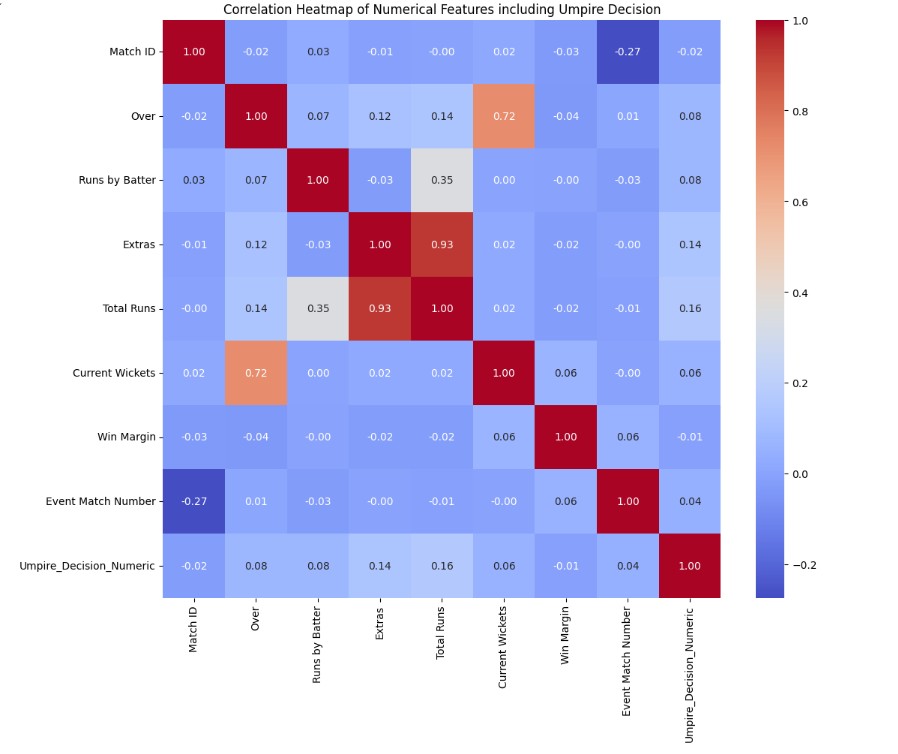 Correlation Heatmap of Numerical Features including Umpire Decision
Match ID 1.00 -0.02 0.03 -0.01 -0.00 0.02 -0.03 -0.27 -0.02
Over -0.02 1.00 0.07 0.12 0.14 0.72 -0.04 0.01 0.08
Runs by Batter 0.03 0.07 1.00 -0.03 0.35 0.00 -0.00 -0.03 0.08
Extras -0.01 0.12 -0.03 1.00 0.93 0.02 -0.02 -0.00 0.14
Total Runs -0.00 0.14 0.35 0.93 1.00 0.02 -0.02 -0.01 0.16
Current Wickets 0.02 0.72 0.00 0.02 0.02 1.00 0.06 -0.00 0.06
Win Margin -0.03 -0.04 -0.00 -0.02 -0.02 0.06 1.00 0.06 -0.01
Event Match Number -0.27 0.01 -0.03 -0.00 -0.01 -0.00 0.06 1.00 0.04
Umpire_Decision_Numeric -0.02 0.08 0.08 0.14 0.16 0.06 -0.01 0.04 1.00
Match ID
Over
Runs by Batter
Extras
Total Runs
Current Wickets
Win Margin
Event Match Number
Umpire_Decision_Numeric
1.0
0.8
0.6
0.4
0.2
0.0
−0.2